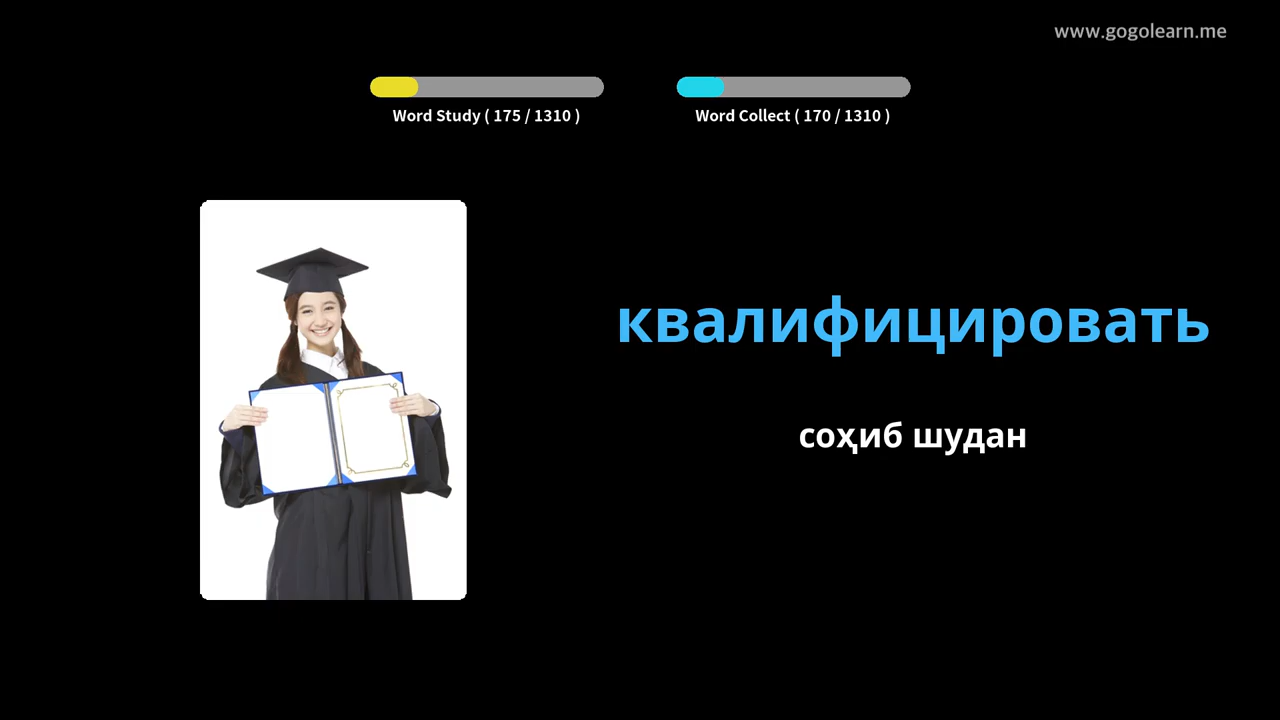 www.gogolearn.me
Word Study ( 175 / 1310 )
Word Collect ( 170 / 1310 )
квалифицировать
соҳиб шудан